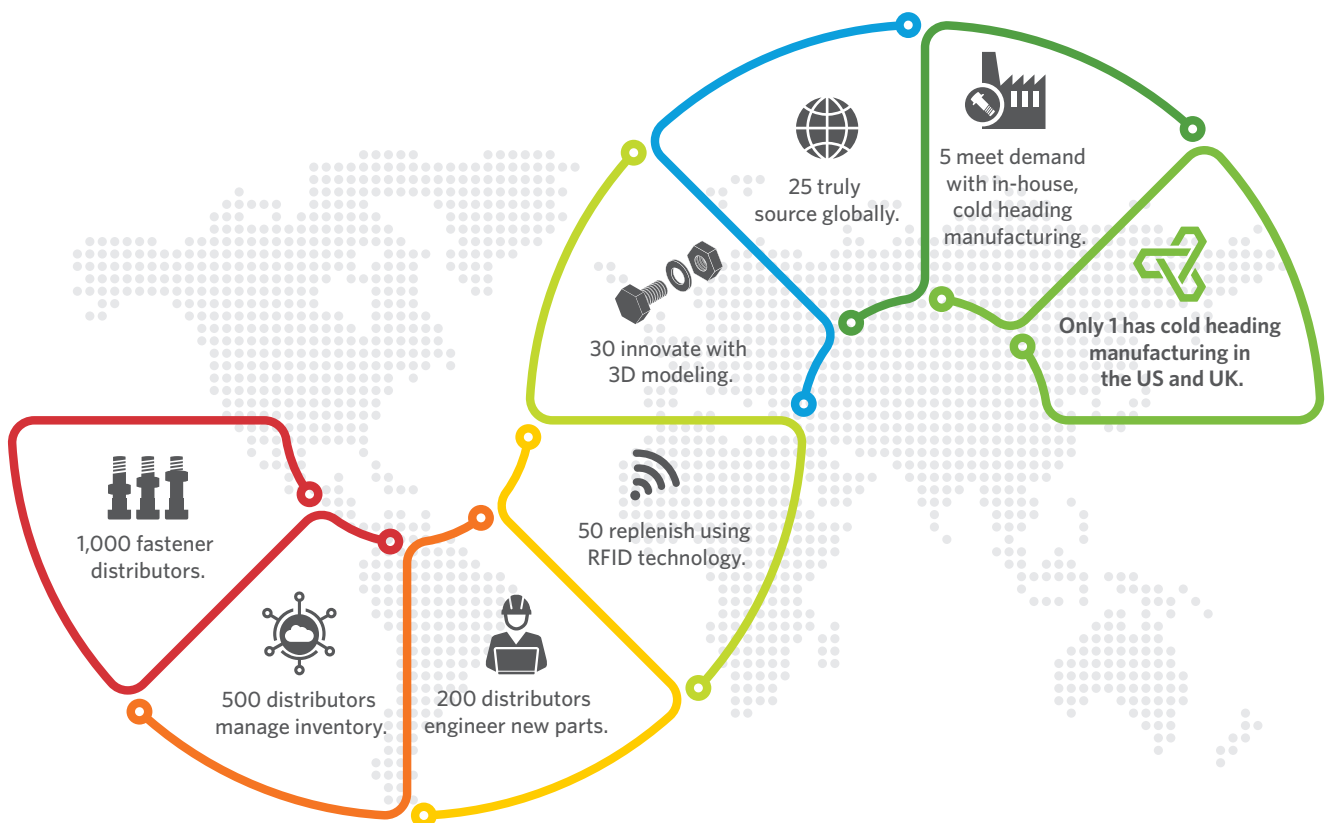 1,000 fastener
distributors.
500 distributors
manage inventory.
200 distributors
engineer new parts.
50 replenish using
RFID technology.
30 innovate with
3D modeling.
25 truly
source globally.
5 meet demand
with in-house,
cold heading
manufacturing.
Only 1 has cold heading
manufacturing in
the US and UK.